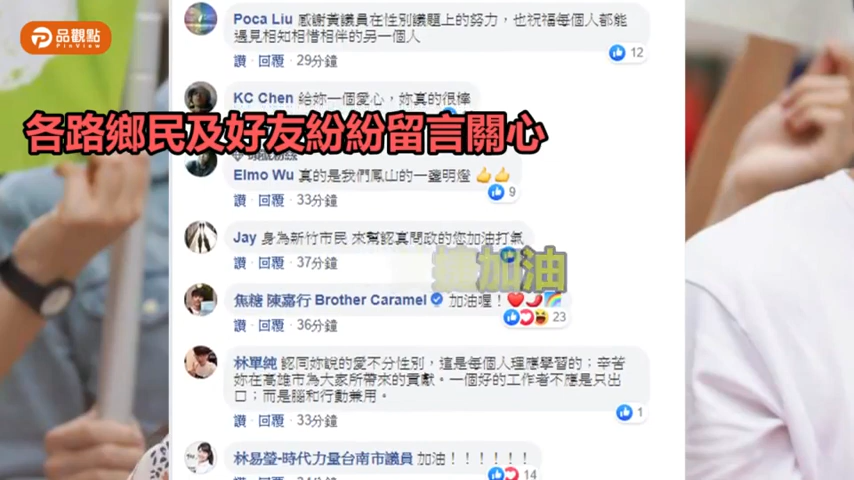 品觀點
PinView
Poca Liu 感謝黃議員在性別議題上的努力，也祝福每個人都能
遇見相知相惜相伴的另一個人
12
讚 · 回覆 · 29分鐘
KC Chen 給妳一個愛心，妳真的很棒
各路鄉民及好友紛紛留言關心
頭號粉絲
Elmo Wu 真的是我們鳳山的一盞明燈 👍👍
9
讚 · 回覆 · 33分鐘
Jay 身為新竹市民 來幫認真問政的您加油打氣
讚 · 回覆 · 37分鐘
加油
焦糖 陳嘉行 Brother Caramel 加油喔！❤️🌶️🌈
23
讚 · 回覆 · 36分鐘
林單純 認同妳說的愛不分性別，這是每個人理應學習的；辛苦
妳在高雄市為大家所帶來的貢獻。一個好的工作者不應是只出
口；而是腦和行動兼用。
1
讚 · 回覆 · 33分鐘
林易瑩-時代力量台南市議員 加油！！！！！！
14